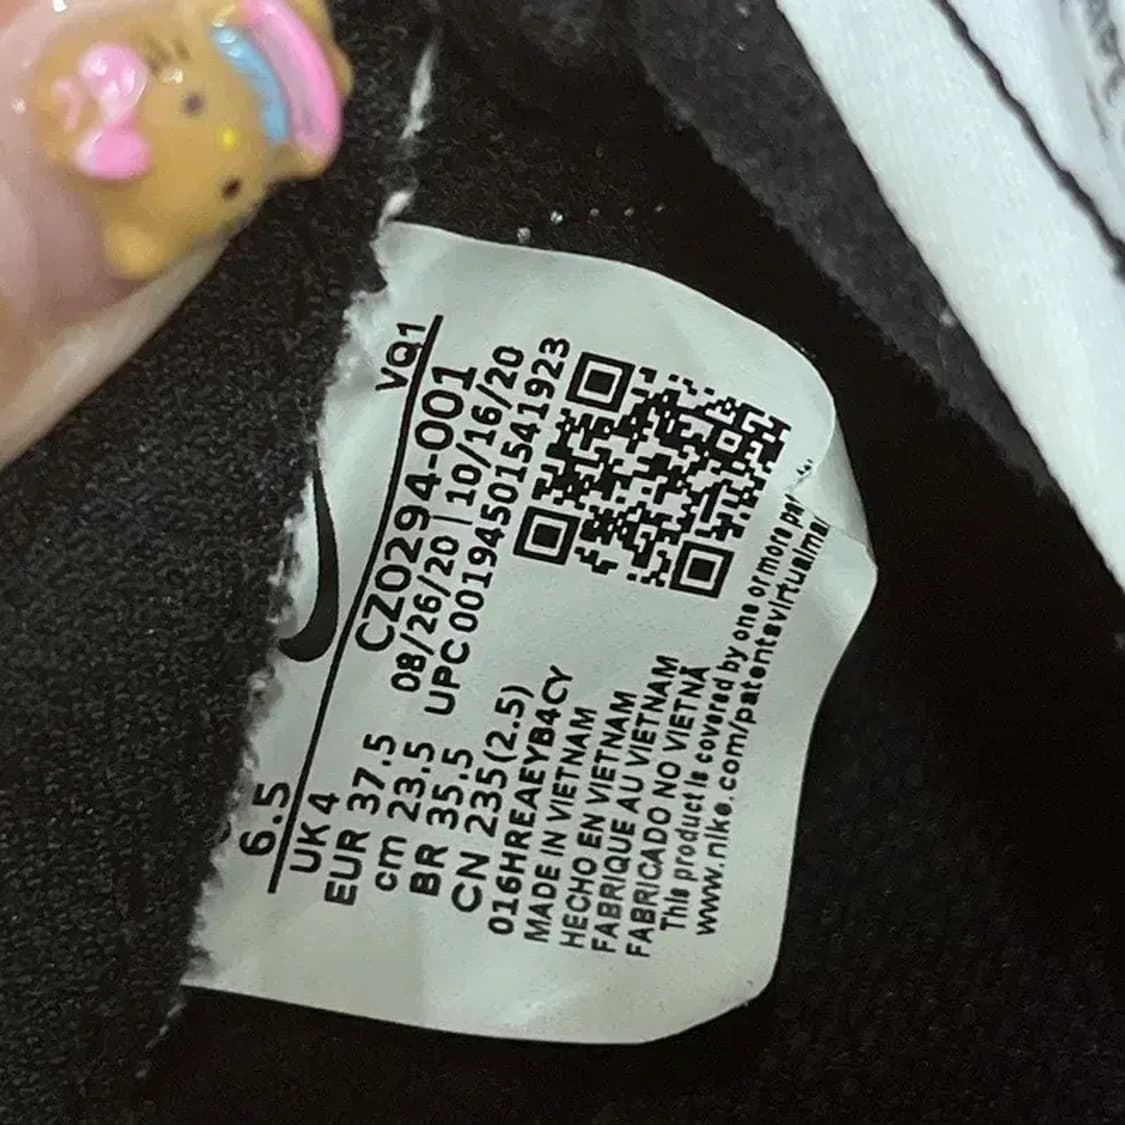 6.5
VQ1
UK 4
EUR 37.5
cm 23.5
BR 35.5
CN 235(2.5)
CZ0294-001
08/26/20 | 10/16/20
UPC 00194501541923
016HREAEYB4CY
MADE IN VIETNAM
HECHO EN VIETNAM
FABRIQUE AU VIETNAM
FABRICADO NO VIETNÃ
This product is covered by one or more
www.nike.com/patentsvirtualmar